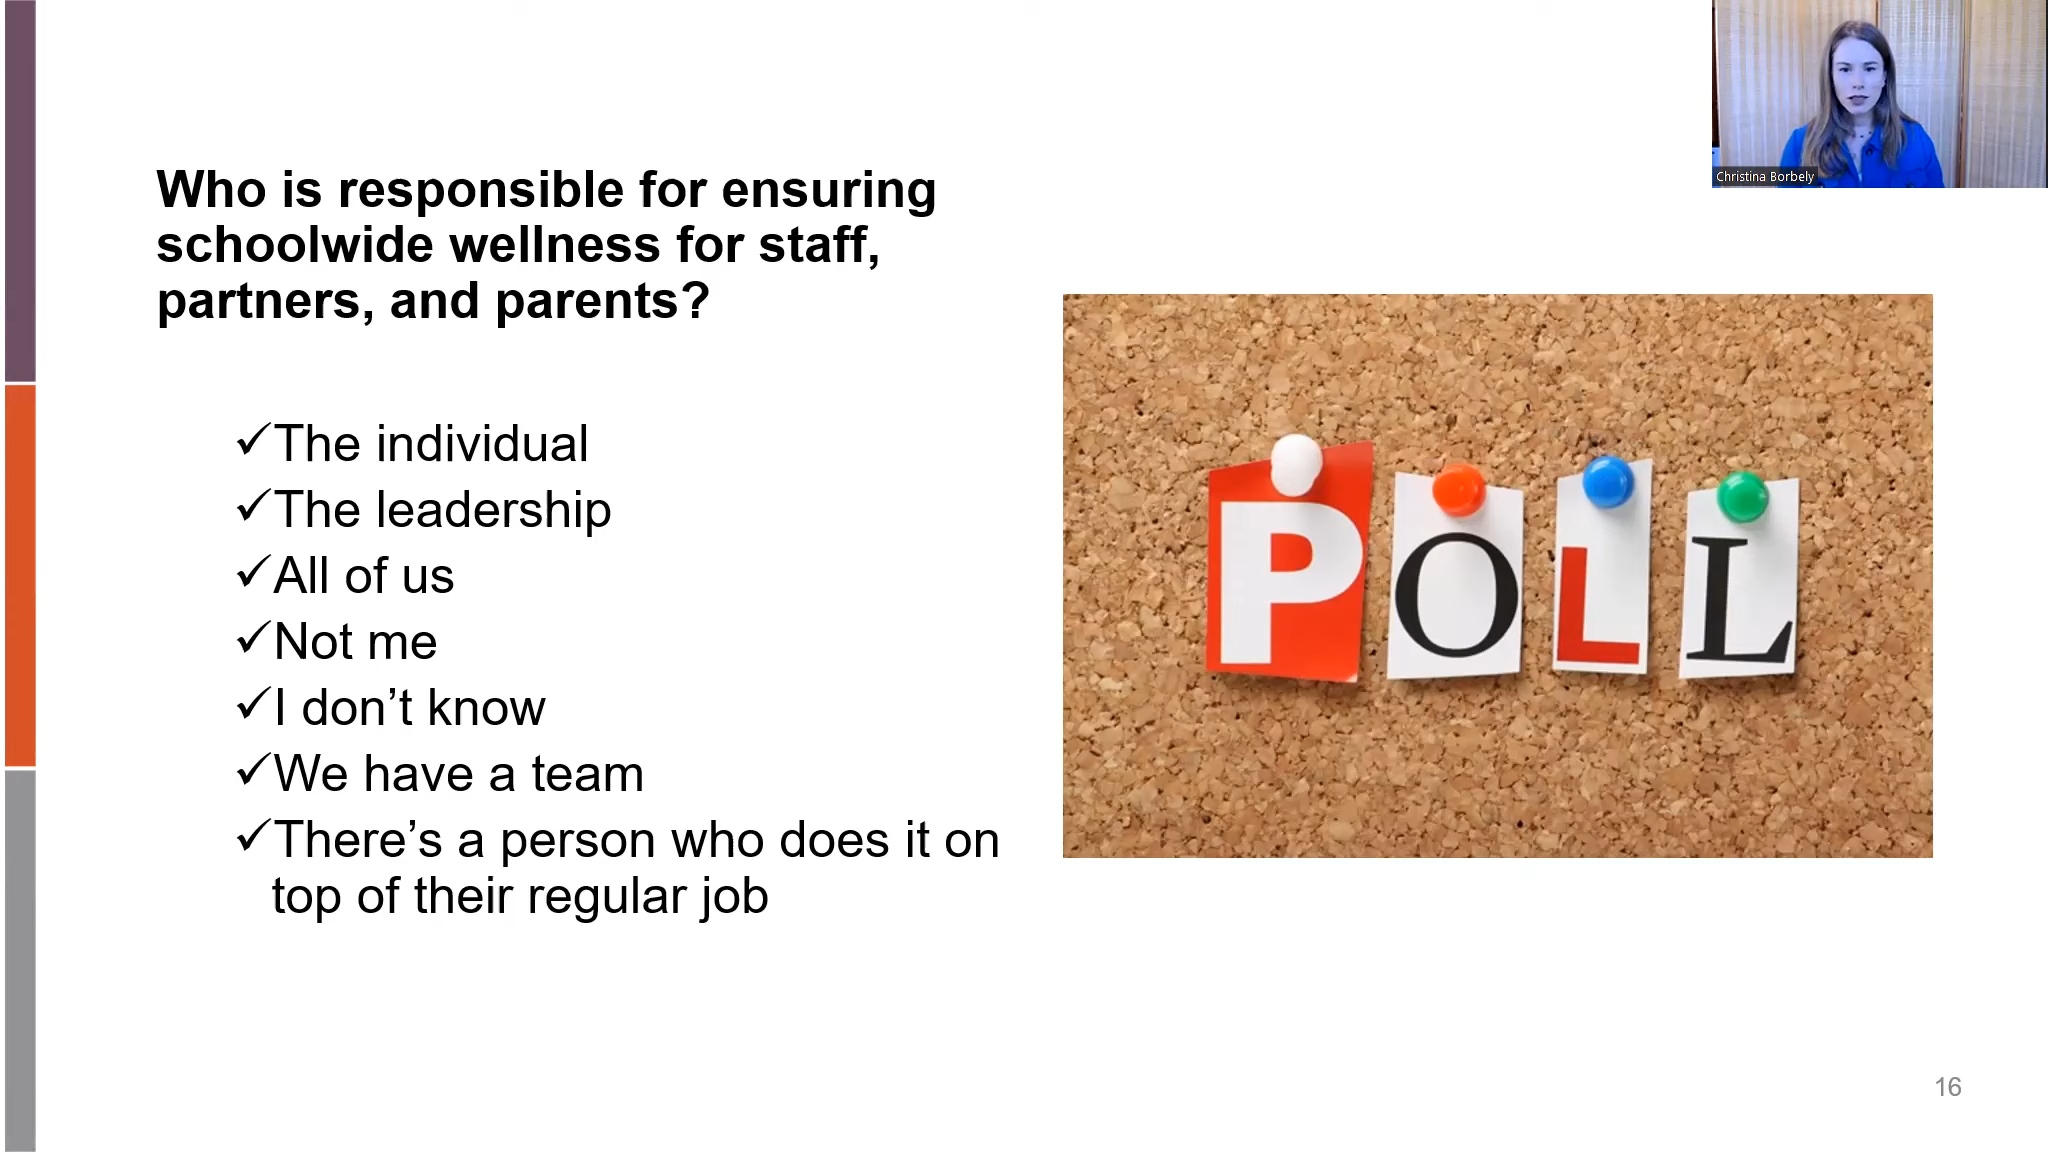 Christina Borbely
Who is responsible for ensuring
schoolwide wellness for staff,
partners, and parents?
✓The individual
✓The leadership
✓All of us
✓Not me
✓I don’t know
✓We have a team
✓There’s a person who does it on
top of their regular job
POLL
16